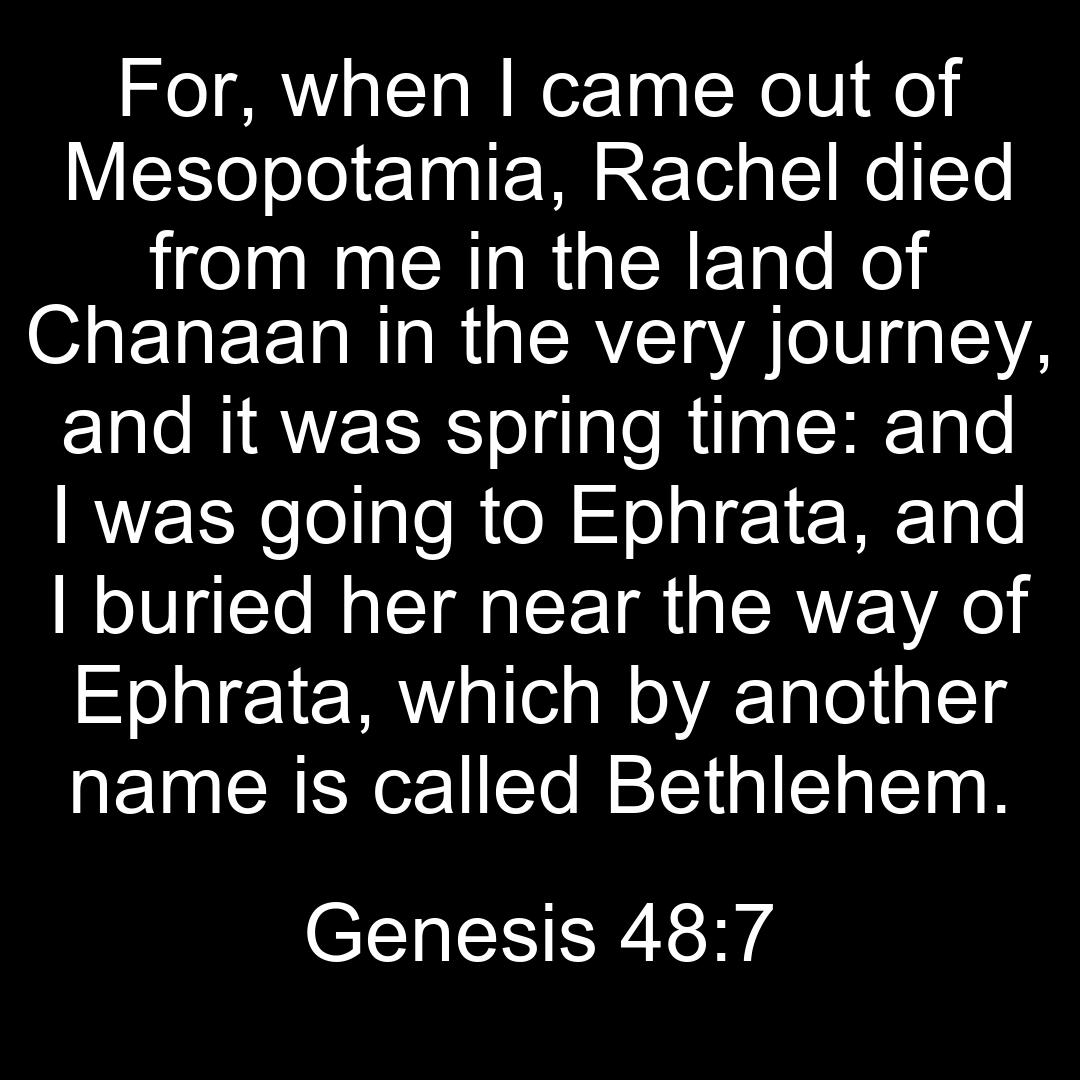 For, when I came out of
Mesopotamia, Rachel died
from me in the land of
Chanaan in the very journey,
and it was spring time: and
I was going to Ephrata, and
I buried her near the way of
Ephrata, which by another
name is called Bethlehem.
Genesis 48:7